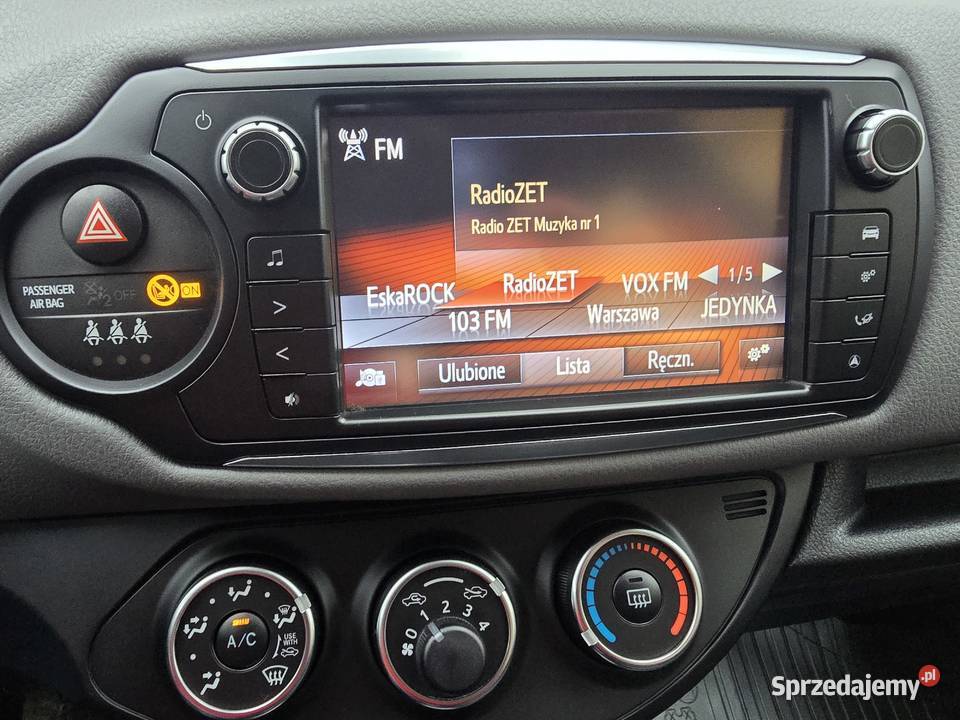 FM
RadioZET
Radio ZET Muzyka nr 1
EskaROCK RadioZET VOX FM 1/5
103 FM Warszawa JEDYNKA
Ulubione Lista Ręczn.
PASSENGER
AIR BAG
2 OFF ON
A/C
USE
WITH
0 1 2 3 4
Sprzedajemy.pl